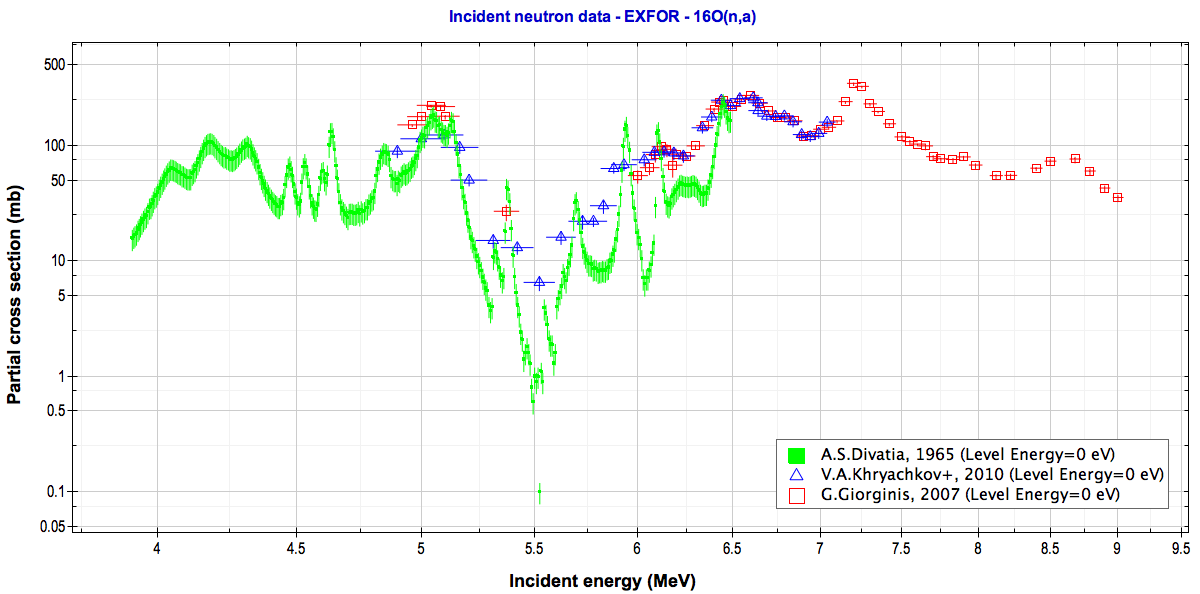 Incident neutron data - EXFOR - 16O(n,a)
Partial cross section (mb)
500
100
50
10
5
1
0.5
0.1
0.05
A.S.Divatia, 1965 (Level Energy=0 eV)
V.A.Khryachkov+, 2010 (Level Energy=0 eV)
G.Giorginis, 2007 (Level Energy=0 eV)
4 4.5 5 5.5 6 6.5 7 7.5 8 8.5 9 9.5
Incident energy (MeV)